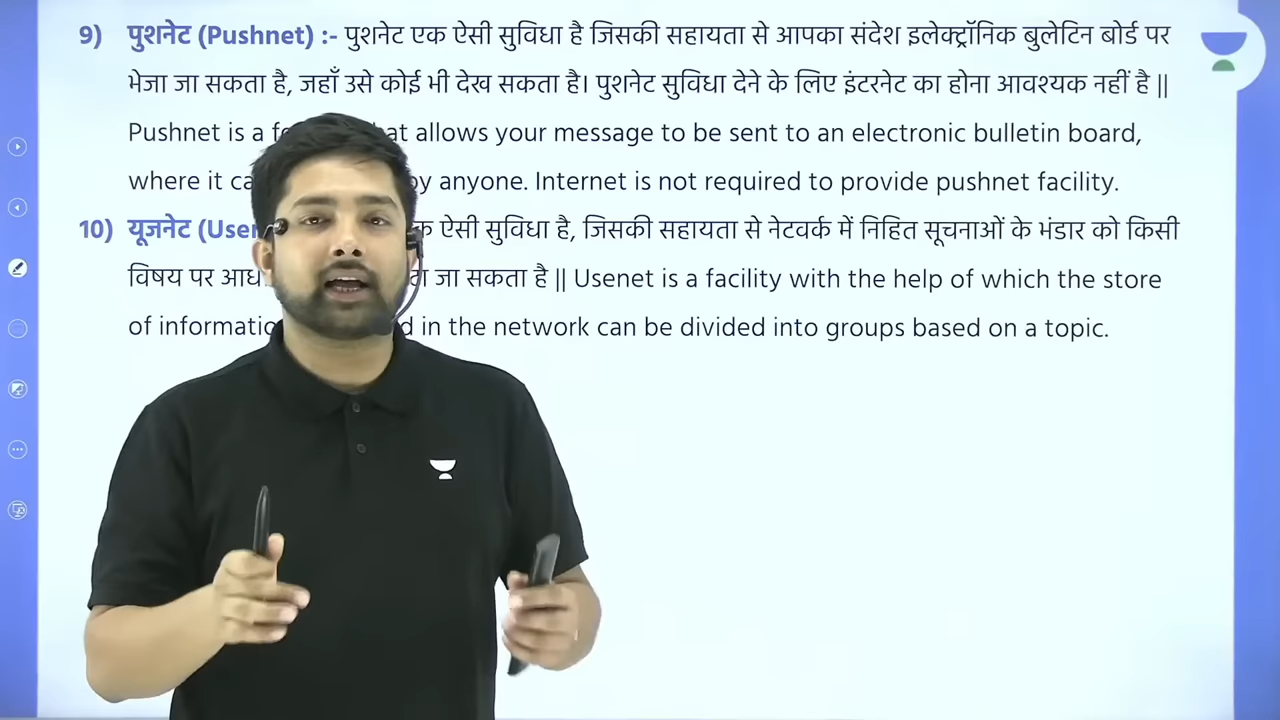 9) पुशनेट (Pushnet) :- पुशनेट एक ऐसी सुविधा है जिसकी सहायता से आपका संदेश इलेक्ट्रॉनिक बुलेटिन बोर्ड पर
भेजा जा सकता है, जहाँ उसे कोई भी देख सकता है। पुशनेट सुविधा देने के लिए इंटरनेट का होना आवश्यक नहीं है ||
Pushnet is a allows your message to be sent to an electronic bulletin board,
where it by anyone. Internet is not required to provide pushnet facility.
10) यूजनेट ऐसी सुविधा है, जिसकी सहायता से नेटवर्क में निहित सूचनाओं के भंडार को किसी
विषय पर जा सकता है || Usenet is a facility with the help of which the store
of in the network can be divided into groups based on a topic.